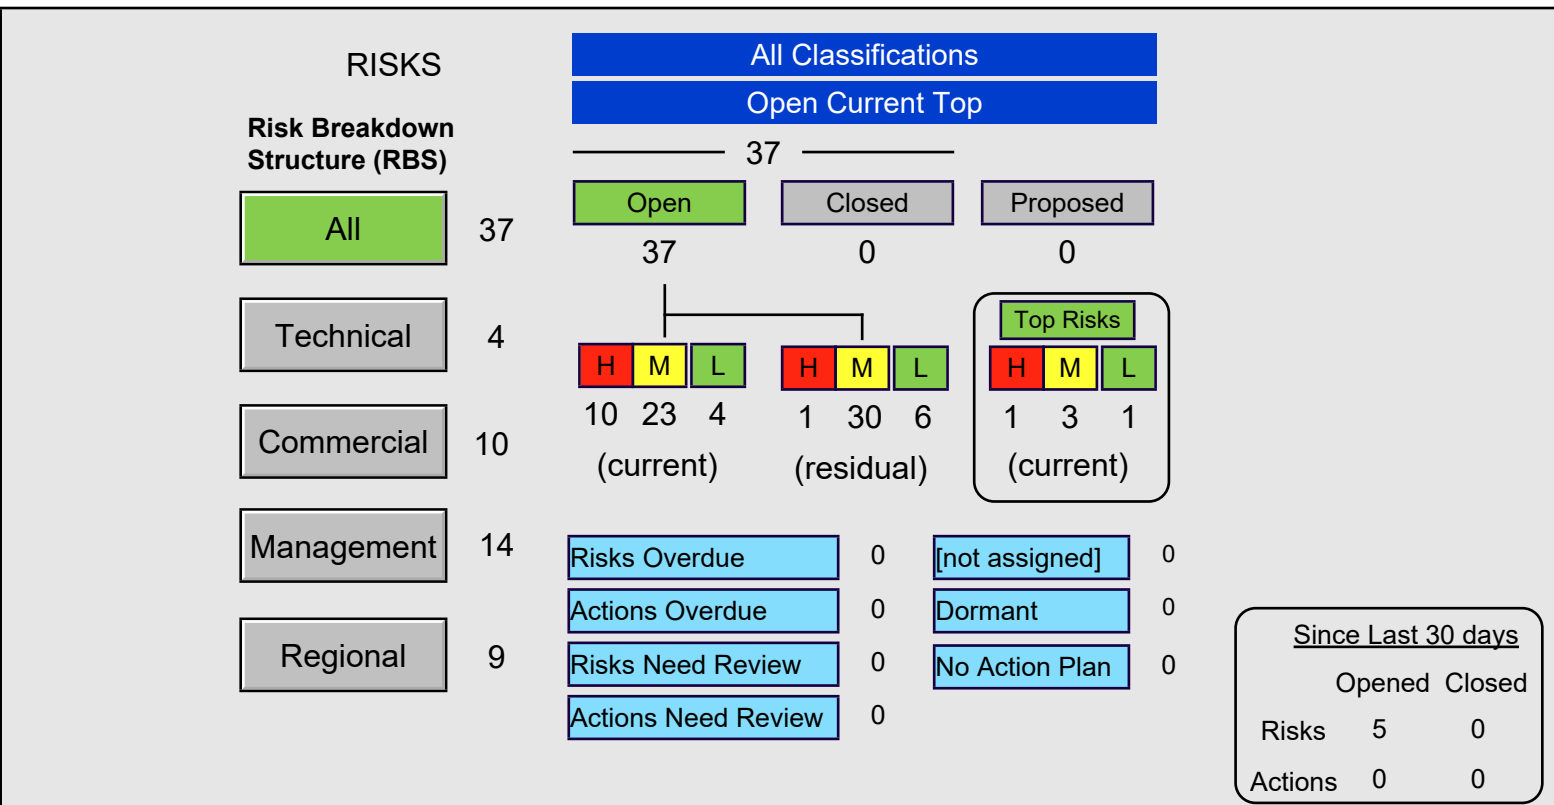 RISKS
All Classifications
Open Current Top
Risk Breakdown
Structure (RBS)
37
All 37
Open Closed Proposed
37 0 0
Technical 4
Top Risks
H M L H M L H M L
10 23 4 1 30 6 1 3 1
Commercial 10
(current) (residual) (current)
Management 14
Risks Overdue 0 [not assigned] 0
Actions Overdue 0 Dormant 0
Regional 9
Risks Need Review 0 No Action Plan 0
Actions Need Review 0
Since Last 30 days
Opened Closed
Risks 5 0
Actions 0 0